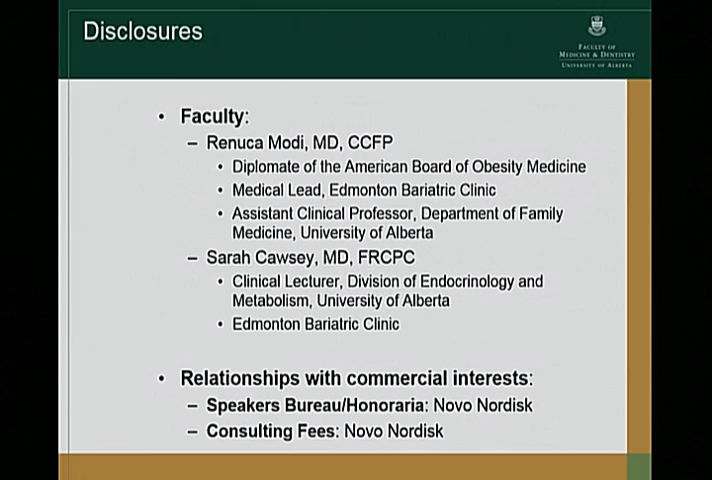 Disclosures
FACULTY OF
MEDICINE & DENTISTRY
UNIVERSITY OF ALBERTA
• Faculty:
– Renuca Modi, MD, CCFP
• Diplomate of the American Board of Obesity Medicine
• Medical Lead, Edmonton Bariatric Clinic
• Assistant Clinical Professor, Department of Family
Medicine, University of Alberta
– Sarah Cawsey, MD, FRCPC
• Clinical Lecturer, Division of Endocrinology and
Metabolism, University of Alberta
• Edmonton Bariatric Clinic
• Relationships with commercial interests:
– Speakers Bureau/Honoraria: Novo Nordisk
– Consulting Fees: Novo Nordisk